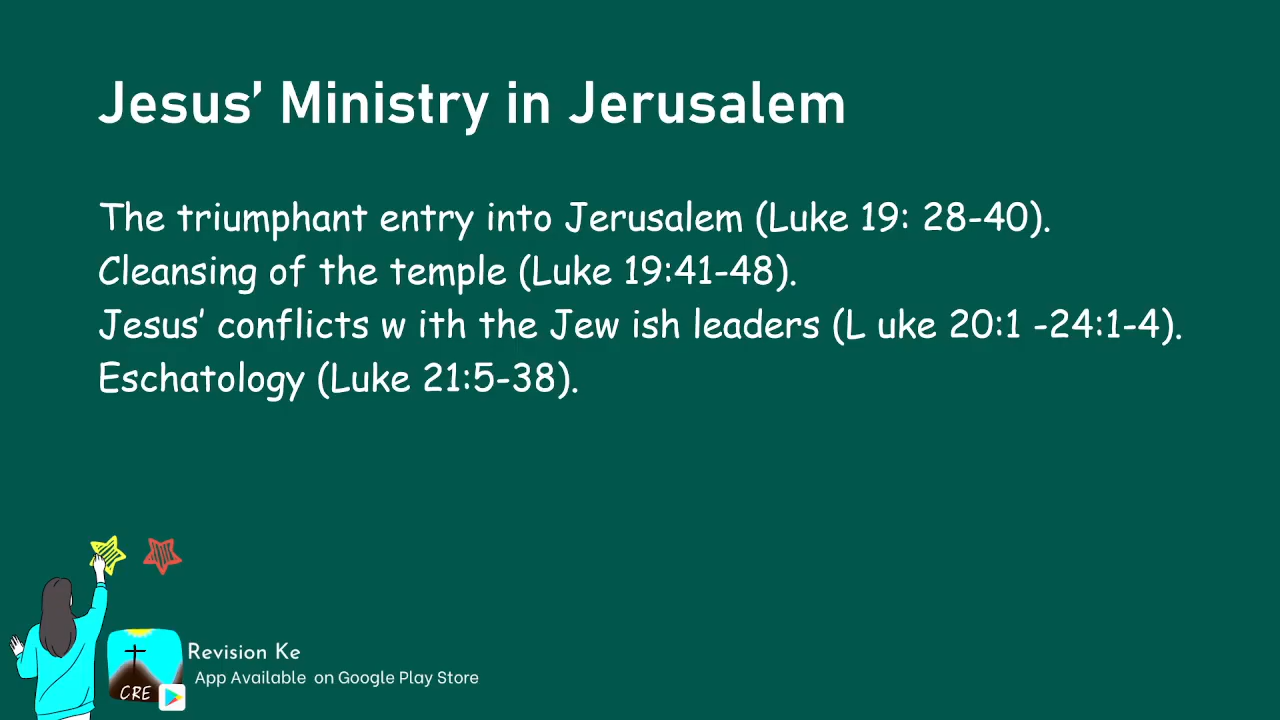 Jesus’ Ministry in Jerusalem
The triumphant entry into Jerusalem (Luke 19: 28-40).
Cleansing of the temple (Luke 19:41-48).
Jesus’ conflicts w ith the Jew ish leaders (L uke 20:1 -24:1-4).
Eschatology (Luke 21:5-38).
Revision Ke
App Available on Google Play Store
CRE